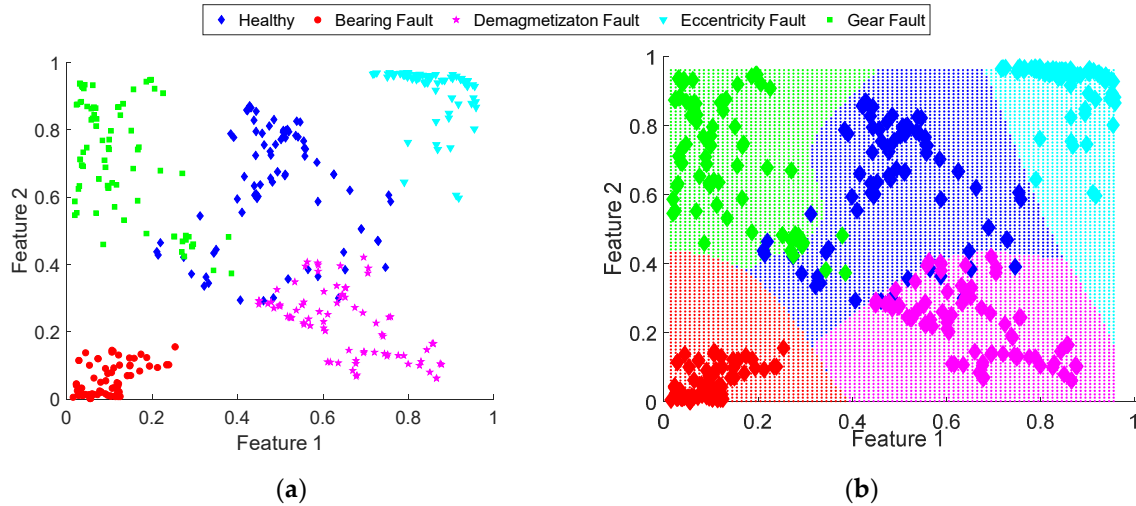 Healthy Bearing Fault Demagmetizaton Fault Eccentricity Fault Gear Fault
1
0.8
0.6
0.4
0.2
0
Feature 2
0 0.2 0.4 0.6 0.8 1
Feature 1
(a)
1
0.8
0.6
0.4
0.2
0
Feature 2
0 0.2 0.4 0.6 0.8 1
Feature 1
(b)